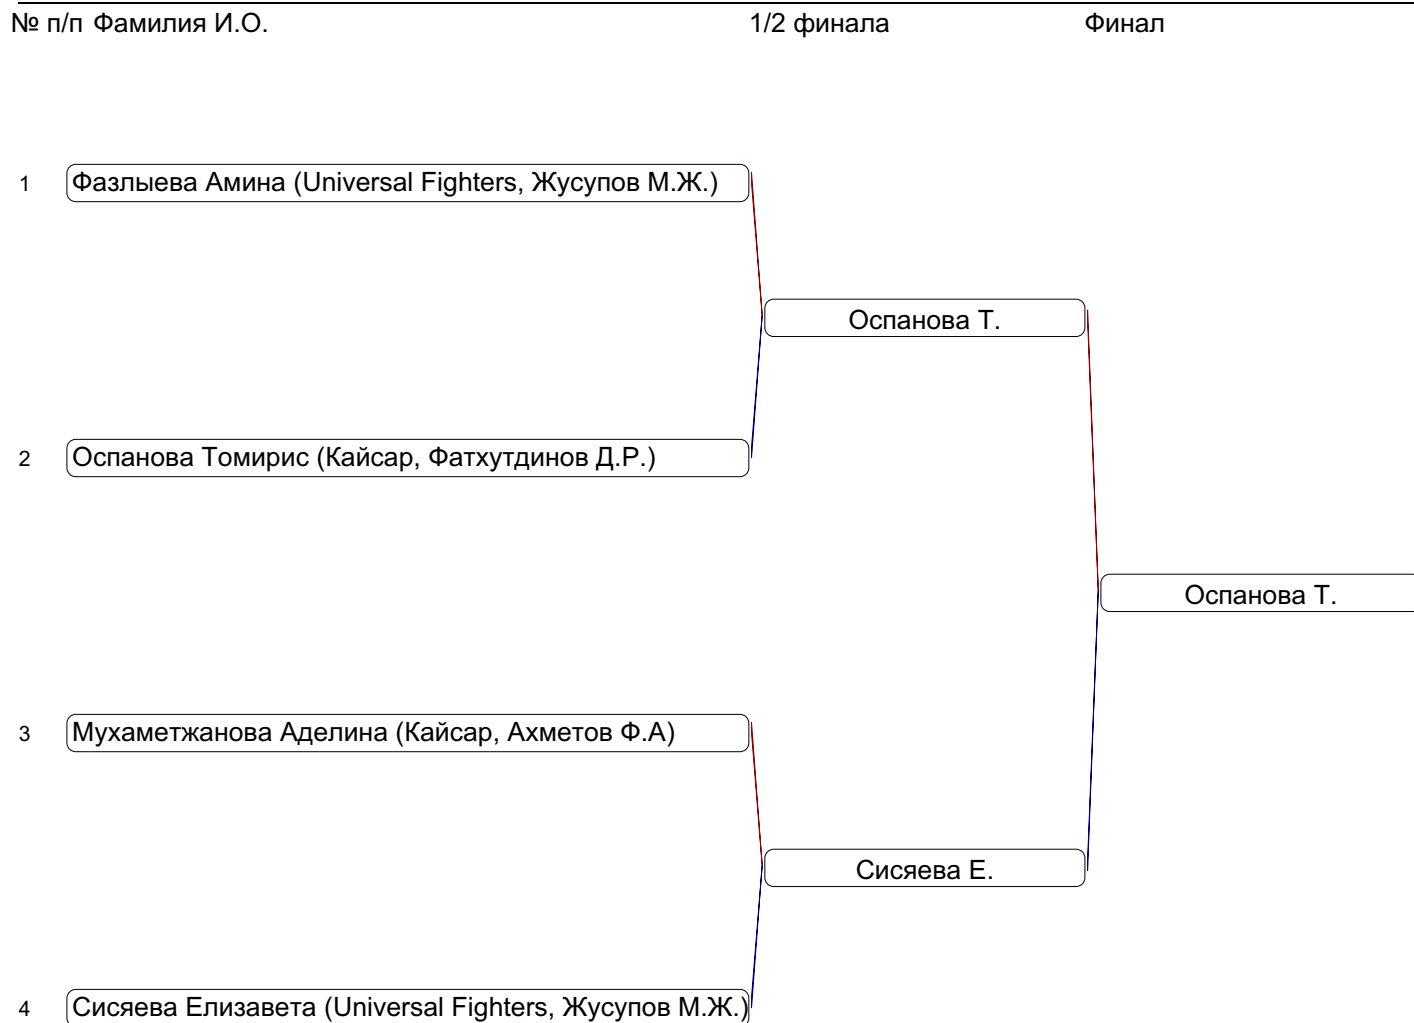 № п/п Фамилия И.О. 1/2 финала Финал
1 Фазлыева Амина (Universal Fighters, Жусупов М.Ж.)
Оспанова Т.
2 Оспанова Томирис (Кайсар, Фатхутдинов Д.Р.)
Оспанова Т.
3 Мухаметжанова Аделина (Кайсар, Ахметов Ф.А)
Сисяева Е.
4 Сисяева Елизавета (Universal Fighters, Жусупов М.Ж.)